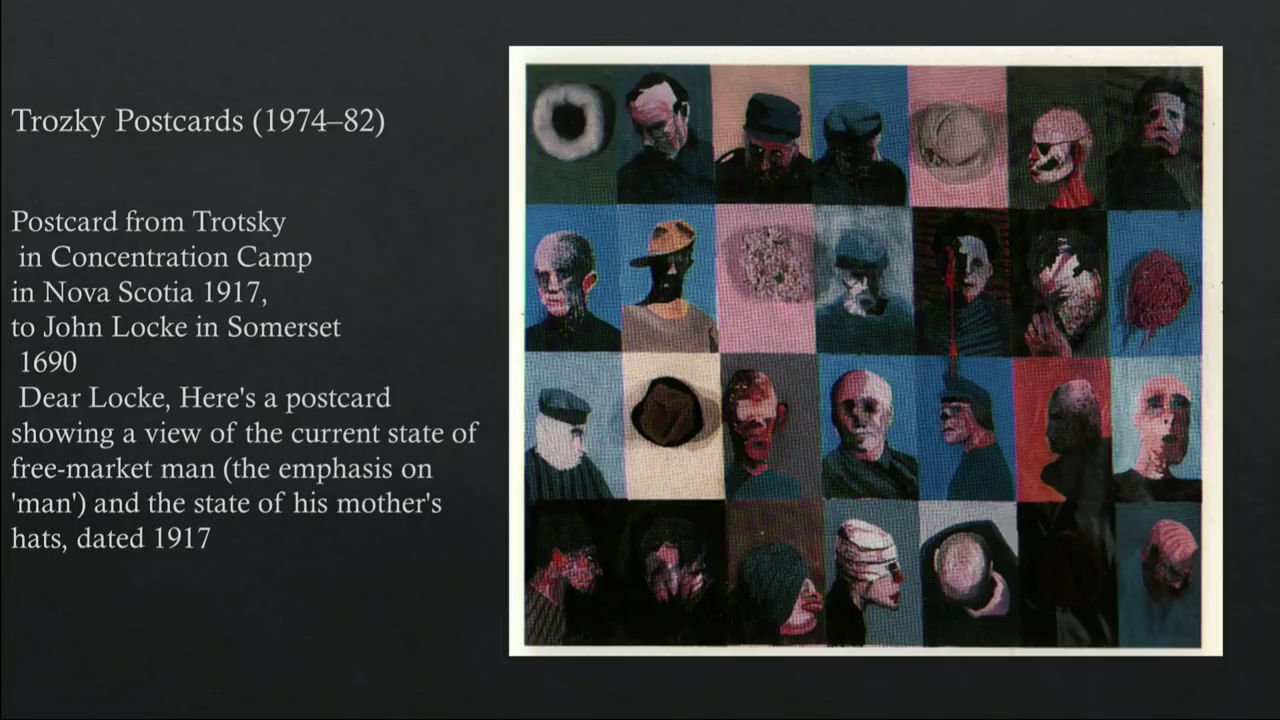 Trozky Postcards (1974–82)
Postcard from Trotsky
in Concentration Camp
in Nova Scotia 1917,
to John Locke in Somerset
1690
Dear Locke, Here's a postcard
showing a view of the current state of
free-market man (the emphasis on
'man') and the state of his mother's
hats, dated 1917